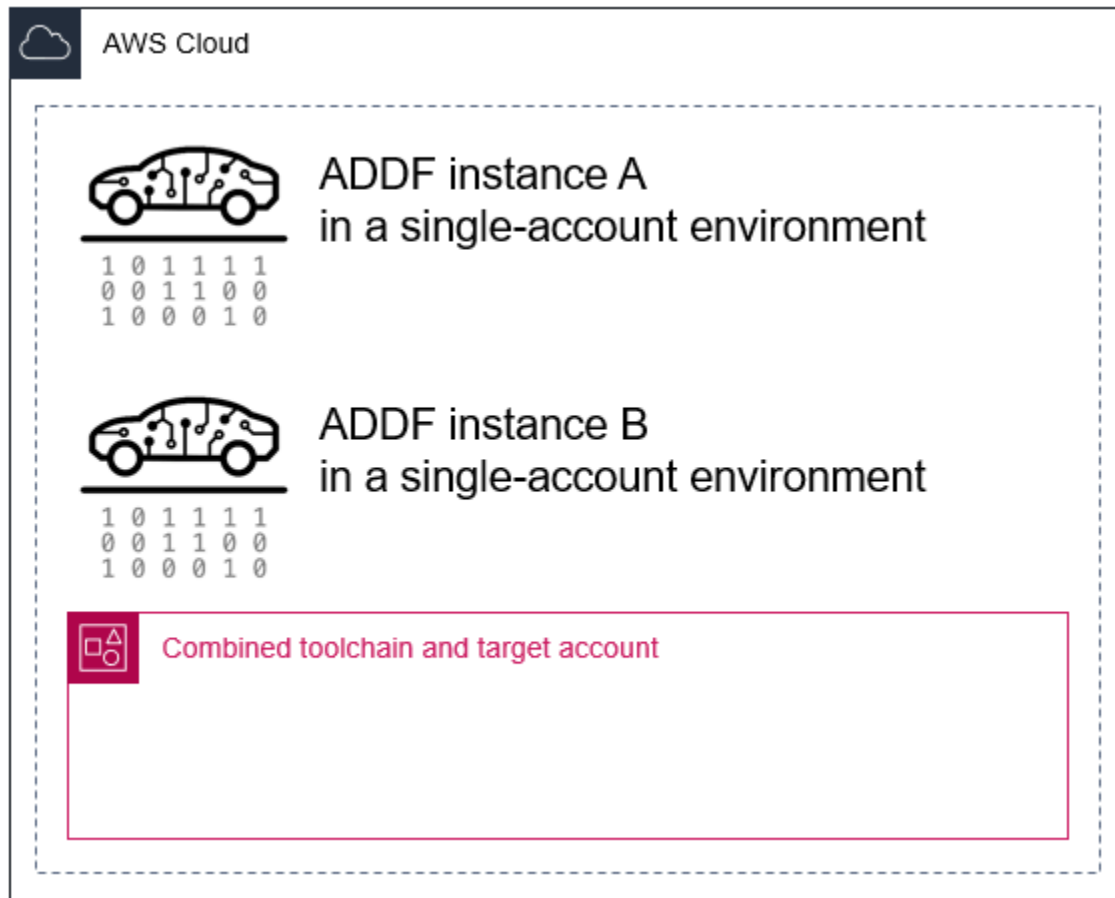 AWS Cloud
ADDF instance A
in a single-account environment
1 0 1 1 1 1
0 0 1 1 0 0
1 0 0 0 1 0
ADDF instance B
in a single-account environment
1 0 1 1 1 1
0 0 1 1 0 0
1 0 0 0 1 0
Combined toolchain and target account